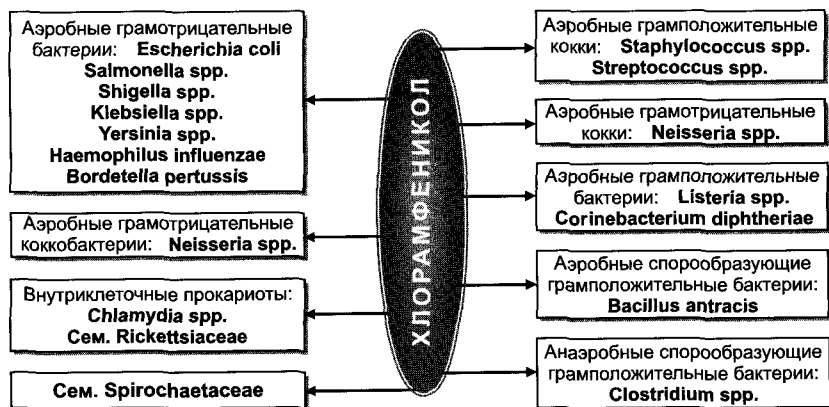 Аэробные грамотрицательные
бактерии: Escherichia coli
Salmonella spp.
Shigella spp.
Klebsiella spp.
Yersinia spp.
Haemophilus influenzae
Bordetella pertussis
Аэробные грамотрицательные
коккобактерии: Neisseria spp.
Внутриклеточные прокариоты:
Chlamydia spp.
Сем. Rickettsiaceae
Сем. Spirochaetaceae
ХЛОРАМФЕНИКОЛ
Аэробные грамположительные
кокки: Staphylococcus spp.
Streptococcus spp.
Аэробные грамотрицательные
кокки: Neisseria spp.
Аэробные грамположительные
бактерии: Listeria spp.
Corinebacterium diphtheriae
Аэробные спорообразующие
грамположительные бактерии:
Bacillus antracis
Анаэробные спорообразующие
грамположительные бактерии:
Clostridium spp.